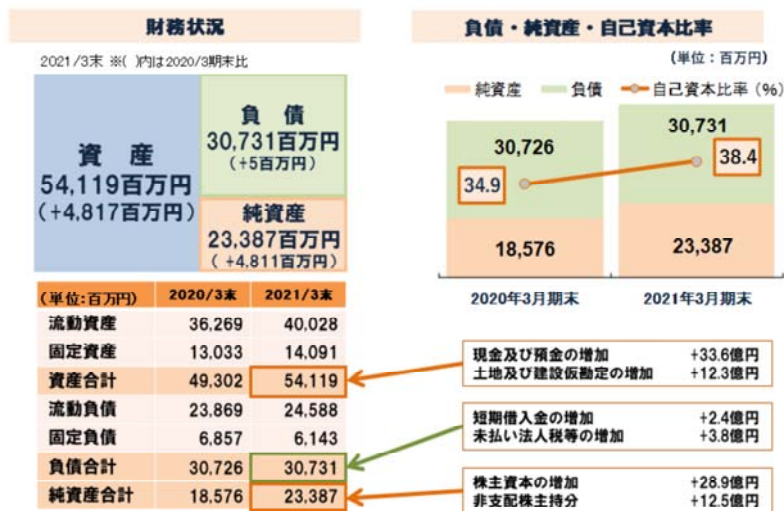 財務状況
2021/3末 ※( )内は2020/3期末比
資 産
54,119百万円
(+4,817百万円)
負 債
30,731百万円
(+5百万円)
純資産
23,387百万円
( +4,811百万円)
(単位:百万円) 2020/3末 2021/3末
流動資産 36,269 40,028
固定資産 13,033 14,091
資産合計 49,302 54,119
流動負債 23,869 24,588
固定負債 6,857 6,143
負債合計 30,726 30,731
純資産合計 18,576 23,387
負債・純資産・自己資本比率
(単位：百万円)
純資産 負債 自己資本比率 (%)
30,726
34.9
18,576
30,731
38.4
23,387
2020年3月期末 2021年3月期末
現金及び預金の増加 +33.6億円
土地及び建設仮勘定の増加 +12.3億円
短期借入金の増加 +2.4億円
未払い法人税等の増加 +3.8億円
株主資本の増加 +28.9億円
非支配株主持分 +12.5億円